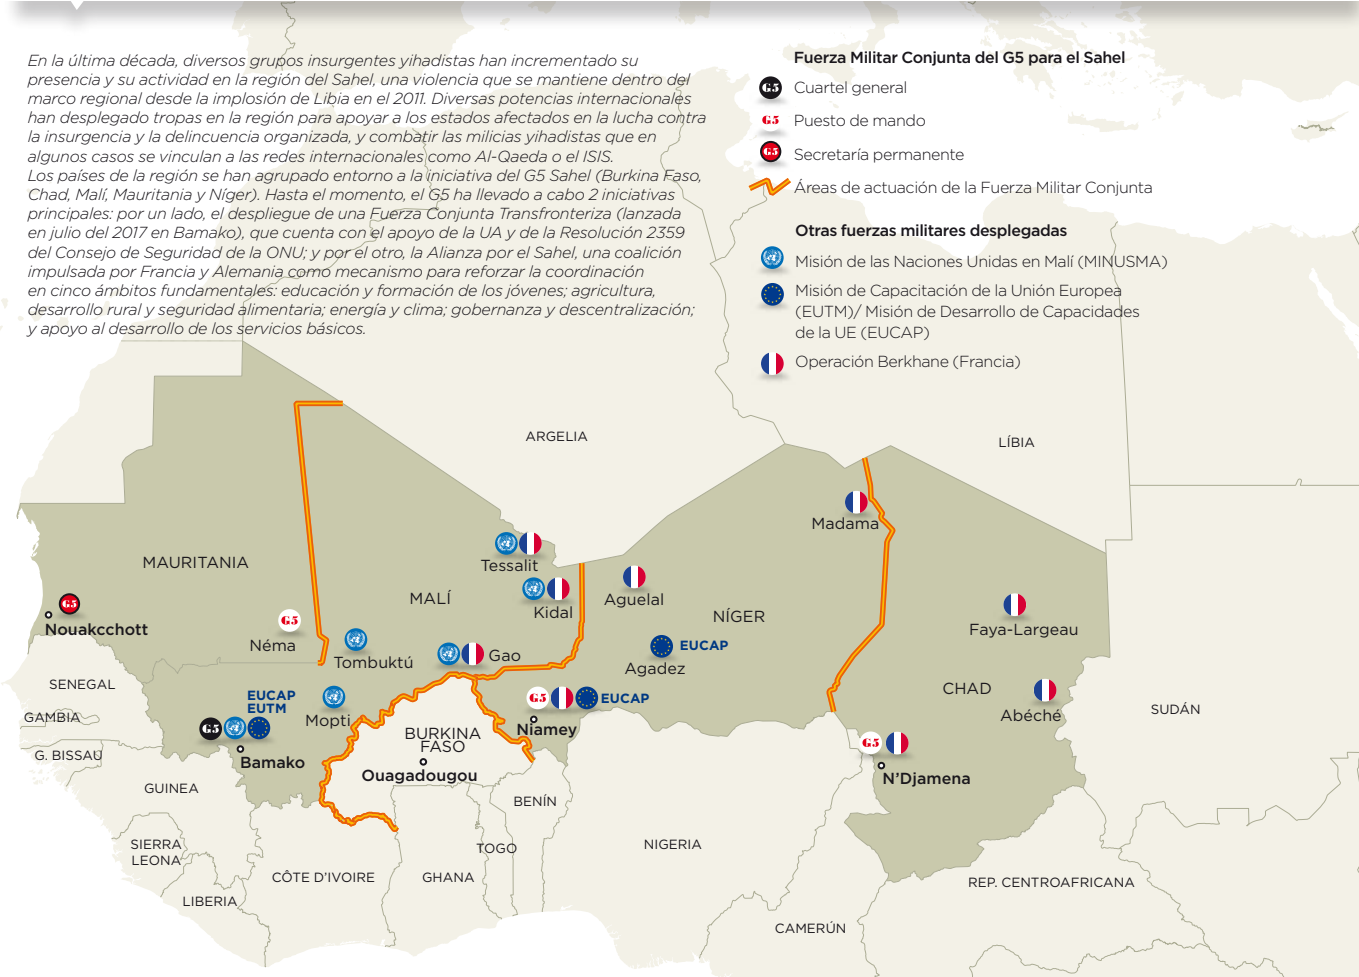 En la última década, diversos grupos insurgentes yihadistas han incrementado su
presencia y su actividad en la región del Sahel, una violencia que se mantiene dentro del
marco regional desde la implosión de Libia en el 2011. Diversas potencias internacionales
han desplegado tropas en la región para apoyar a los estados afectados en la lucha contra
la insurgencia y la delincuencia organizada, y combatir las milicias yihadistas que en
algunos casos se vinculan a las redes internacionales como Al-Qaeda o el ISIS.
Los países de la región se han agrupado entorno a la iniciativa del G5 Sahel (Burkina Faso,
Chad, Malí, Mauritania y Níger). Hasta el momento, el G5 ha llevado a cabo 2 iniciativas
principales: por un lado, el despliegue de una Fuerza Conjunta Transfronteriza (lanzada
en julio del 2017 en Bamako), que cuenta con el apoyo de la UA y de la Resolución 2359
del Consejo de Seguridad de la ONU; y por el otro, la Alianza por el Sahel, una coalición
impulsada por Francia y Alemania como mecanismo para reforzar la coordinación
en cinco ámbitos fundamentales: educación y formación de los jóvenes; agricultura,
desarrollo rural y seguridad alimentaria; energía y clima; gobernanza y descentralización;
y apoyo al desarrollo de los servicios básicos.
Fuerza Militar Conjunta del G5 para el Sahel
G5 Cuartel general
G5 Puesto de mando
G5 Secretaría permanente
Áreas de actuación de la Fuerza Militar Conjunta
Otras fuerzas militares desplegadas
Misión de las Naciones Unidas en Malí (MINUSMA)
Misión de Capacitación de la Unión Europea
(EUTM)/ Misión de Desarrollo de Capacidades
de la UE (EUCAP)
Operación Berkhane (Francia)
ARGELIA
LÍBIA
Madama
MAURITANIA
Tessalit
MALÍ
Kidal
Aguelal
NÍGER
G5
Nouakcchott
G5
Néma
Tombuktú
Gao
EUCAP
Agadez
Faya-Largeau
SENEGAL
GAMBIA
G. BISSAU
EUCAP
EUTM
G5
Bamako
Mopti
G5
EUCAP
Niamey
BURKINA
FASO
Ouagadougou
CHAD
Abéché
SUDÁN
G5
N'Djamena
GUINEA
BENÍN
SIERRA
LEONA
TOGO
NIGERIA
CÔTE D'IVOIRE
GHANA
REP. CENTROAFRICANA
LIBERIA
CAMERÚN